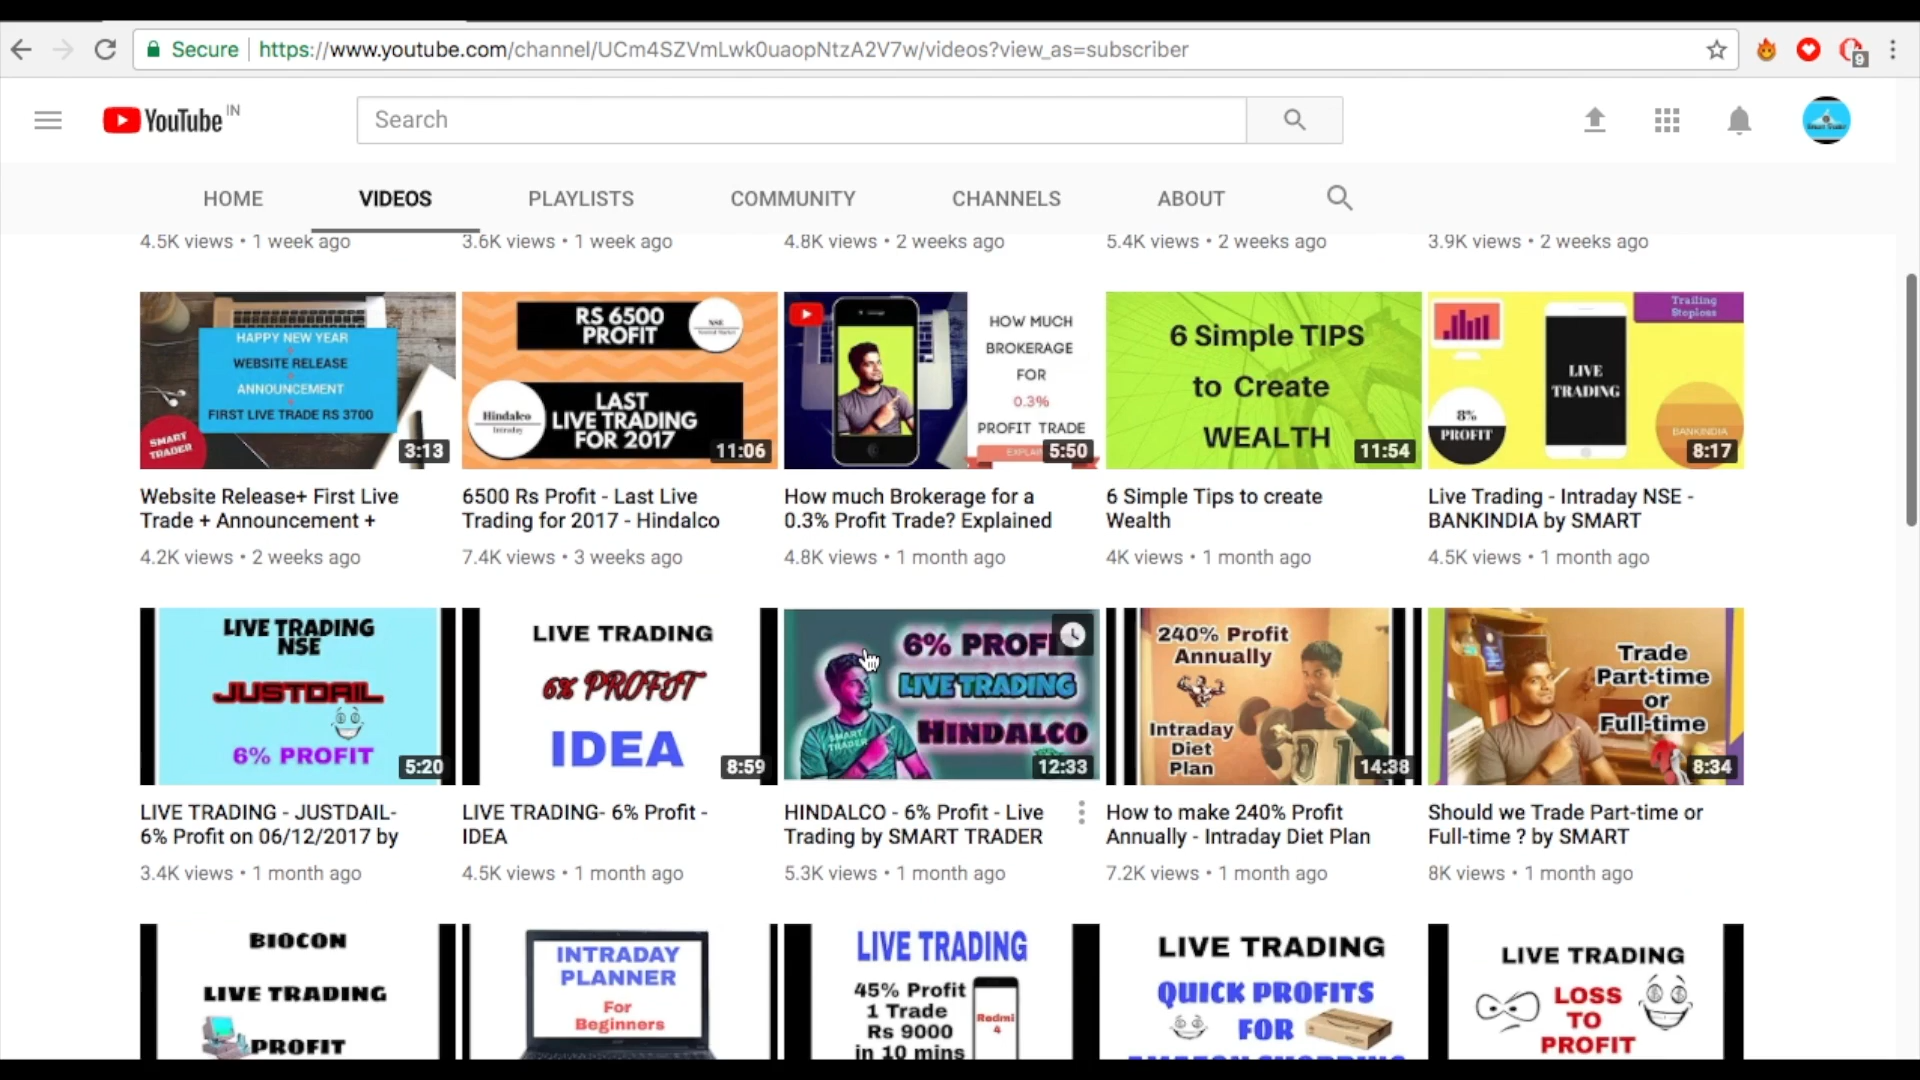 Secure https://www.youtube.com/channel/UCm4SZVmLwk0uaopNtzA2V7w/videos?view_as=subscriber
9
YouTube IN
Search
HOME VIDEOS PLAYLISTS COMMUNITY CHANNELS ABOUT
4.5K views • 1 week ago
3.6K views • 1 week ago
4.8K views • 2 weeks ago
5.4K views • 2 weeks ago
3.9K views • 2 weeks ago
HAPPY NEW YEAR
WEBSITE RELEASE
ANNOUNCEMENT
FIRST LIVE TRADE RS 3700
SMART
TRADER
3:13
RS 6500
PROFIT
NSE
Hindalco
Intraday
LAST
LIVE TRADING
FOR 2017
11:06
HOW MUCH
BROKERAGE
FOR
0.3%
PROFIT TRADE
5:50
6 Simple TIPS
to Create
WEALTH
11:54
Trailing
Stoploss
LIVE
TRADING
8%
PROFIT
BANKINDIA
8:17
Website Release+ First Live
Trade + Announcement +
4.2K views • 2 weeks ago
6500 Rs Profit - Last Live
Trading for 2017 - Hindalco
7.4K views • 3 weeks ago
How much Brokerage for a
0.3% Profit Trade? Explained
4.8K views • 1 month ago
6 Simple Tips to create
Wealth
4K views • 1 month ago
Live Trading - Intraday NSE -
BANKINDIA by SMART
4.5K views • 1 month ago
LIVE TRADING
NSE
JUSTDAIL
6% PROFIT
5:20
LIVE TRADING
6% PROFIT
IDEA
8:59
6% PROFI
LIVE TRADING
HINDALCO
SMART
TRADER
12:33
240% Profit
Annually
Intraday
Diet
Plan
14:38
Trade
Part-time
or
Full-time
8:34
LIVE TRADING - JUSTDAIL-
6% Profit on 06/12/2017 by
3.4K views • 1 month ago
LIVE TRADING- 6% Profit -
IDEA
4.5K views • 1 month ago
HINDALCO - 6% Profit - Live
Trading by SMART TRADER
5.3K views • 1 month ago
How to make 240% Profit
Annually - Intraday Diet Plan
7.2K views • 1 month ago
Should we Trade Part-time or
Full-time ? by SMART
8K views • 1 month ago
BIOCON
LIVE TRADING
PROFIT
INTRADAY
PLANNER
For
Beginners
LIVE TRADING
45% Profit
1 Trade
Rs 9000
in 10 mins
Redmi
4
LIVE TRADING
QUICK PROFITS
FOR
AMAZON SHOPPING
LIVE TRADING
LOSS
TO
PROFIT